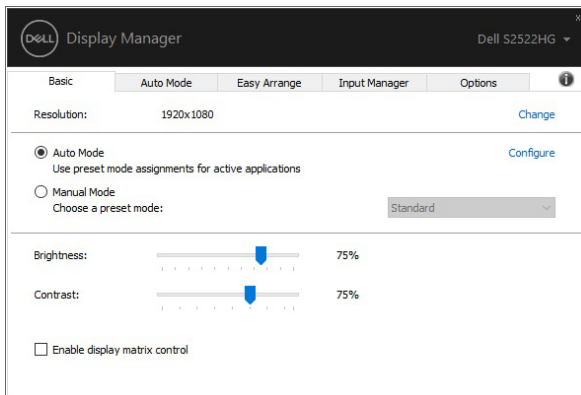 x
DELL Display Manager
Dell S2522HG
Basic Auto Mode Easy Arrange Input Manager Options i
Resolution: 1920x1080 Change
Auto Mode Configure
Use preset mode assignments for active applications
Manual Mode
Choose a preset mode: Standard
Brightness: 75%
Contrast: 75%
Enable display matrix control